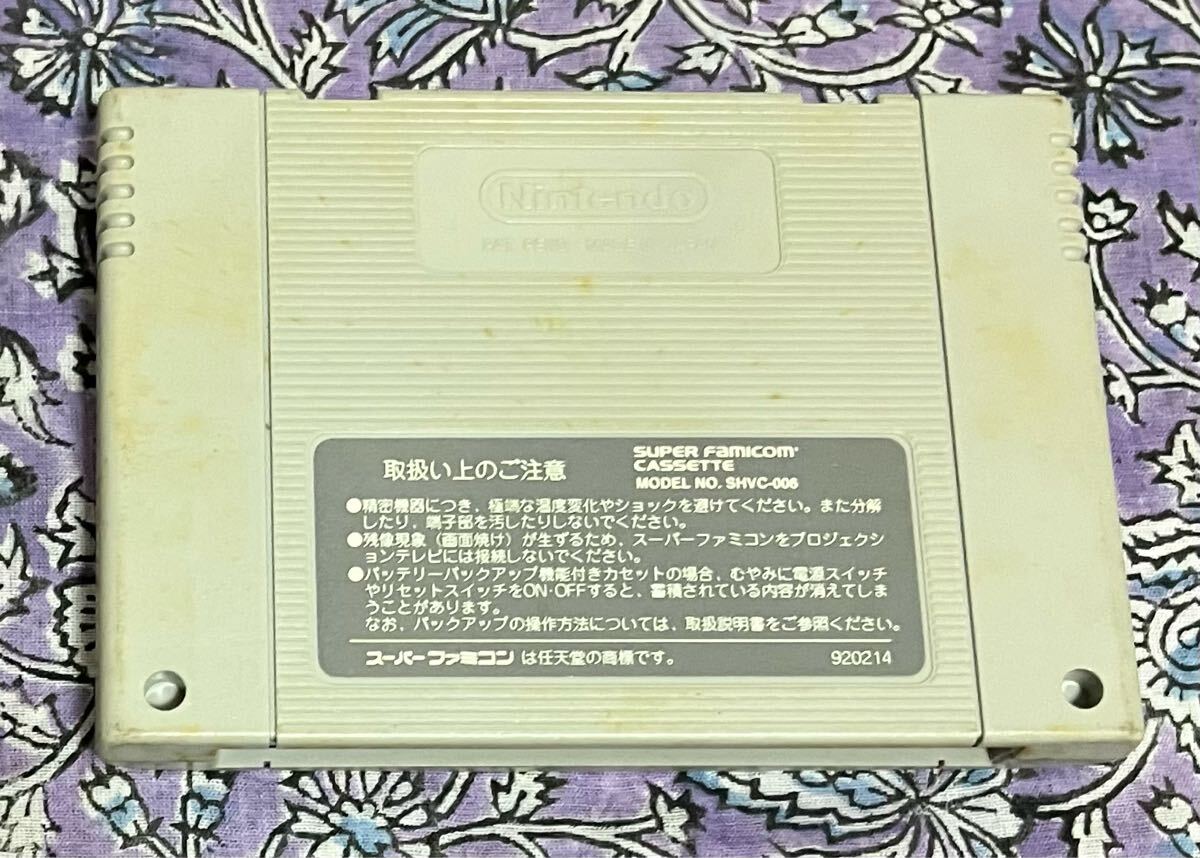 Nintendo
取扱い上のご注意
SUPER FAMICOM
CASSETTE
MODEL NO. SHVC-006
●精密機器につき、極端な温度変化やショックを避けてください。また分解
したり、端子部を汚したりしないでください。
●残像現象（画面焼け）が生ずるため、スーパーファミコンをプロジェクシ
ョンテレビには接続しないでください。
●バッテリーバックアップ機能付きカセットの場合、むやみに電源スイッチ
やリセットスイッチをON・OFFすると、蓄積されている内容が消えてしま
うことがあります。
なお、バックアップの操作方法については、取扱説明書をご参照ください。
スーパーファミコン は任天堂の商標です。
920214